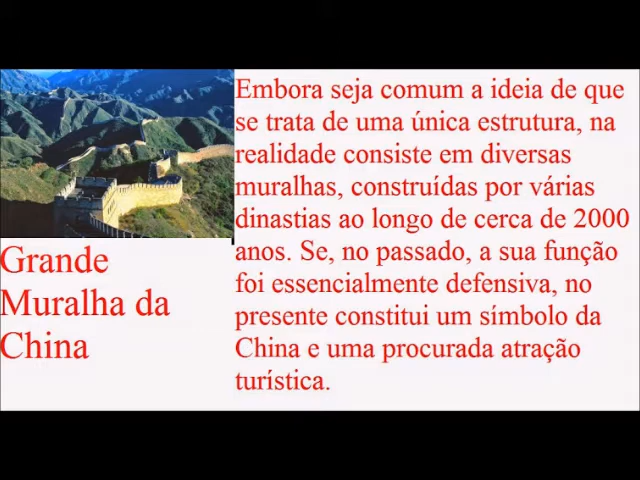 Embora seja comum a ideia de que
se trata de uma única estrutura, na
realidade consiste em diversas
muralhas, construídas por várias
dinastias ao longo de cerca de 2000
anos. Se, no passado, a sua função
foi essencialmente defensiva, no
presente constitui um símbolo da
China e uma procurada atração
turística.
Grande
Muralha da
China